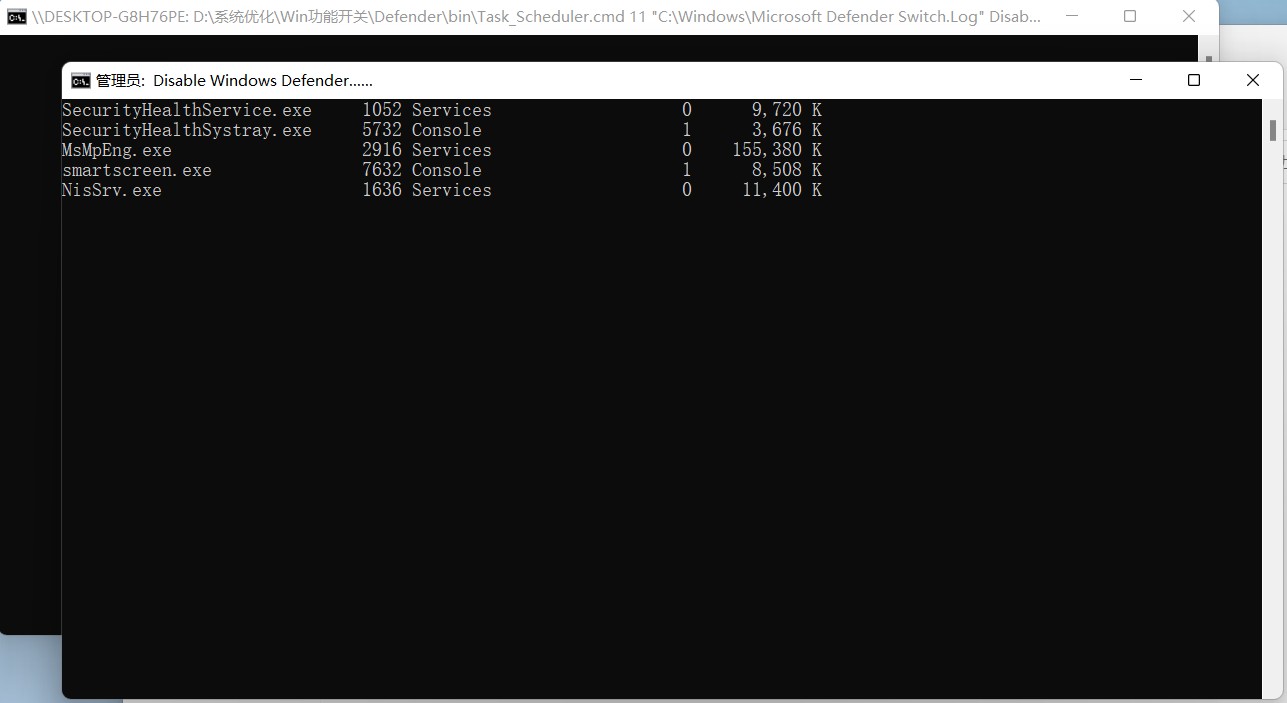 \\DESKTOP-G8H76PE: D:\系统优化\Win功能开关\Defender\bin\Task_Scheduler.cmd 11 "C:\Windows\Microsoft Defender Switch.Log" Disab...
管理员: Disable Windows Defender......
SecurityHealthService.exe 1052 Services 0 9,720 K
SecurityHealthSystray.exe 5732 Console 1 3,676 K
MsMpEng.exe 2916 Services 0 155,380 K
smartscreen.exe 7632 Console 1 8,508 K
NisSrv.exe 1636 Services 0 11,400 K